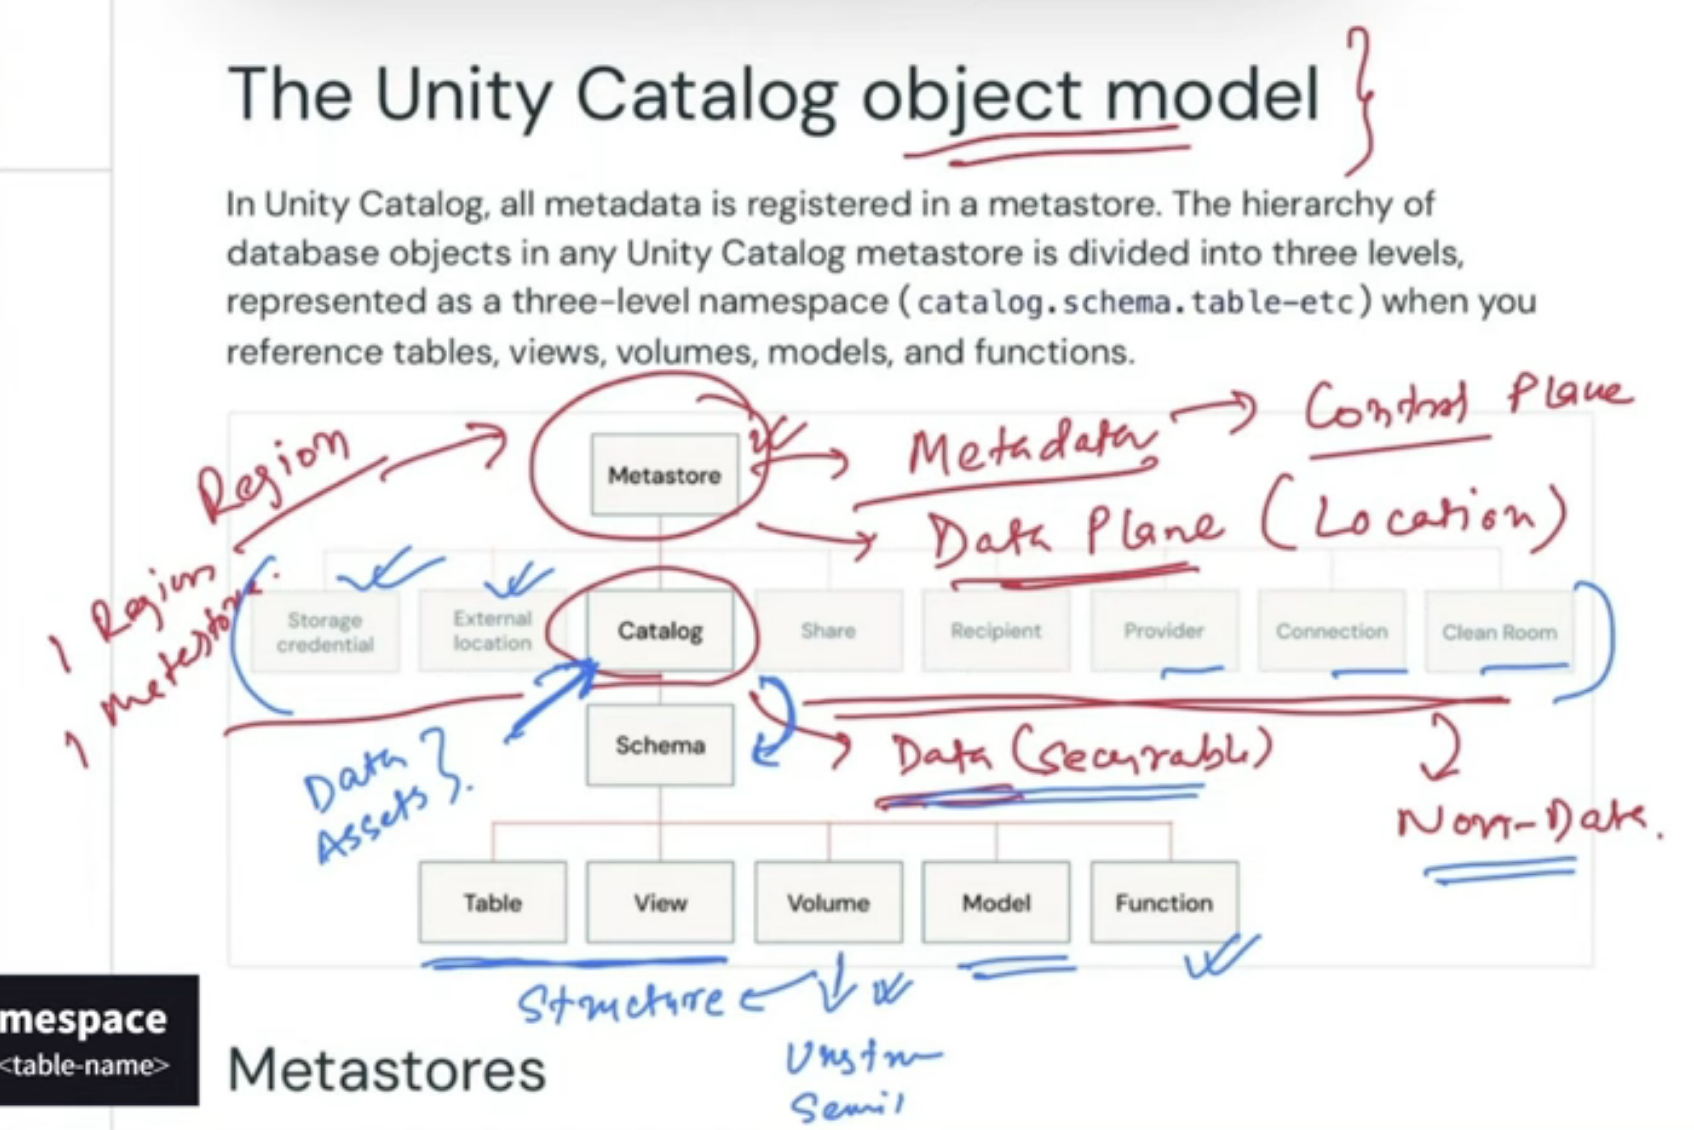 The Unity Catalog object model
In Unity Catalog, all metadata is registered in a metastore. The hierarchy of
database objects in any Unity Catalog metastore is divided into three levels,
represented as a three-level namespace (catalog.schema.table-etc) when you
reference tables, views, volumes, models, and functions.
Region
Metastore
Metadata
Control Plane
Data Plane (Location)
1 Region
1 Metastore.
Storage
credential
External
location
Catalog
Share
Recipient
Provider
Connection
Clean Room
Data
Assets
Schema
Data (securable)
Non-Data.
Table
View
Volume
Model
Function
Structure
Semi
mespace
<table-name>
Metastores